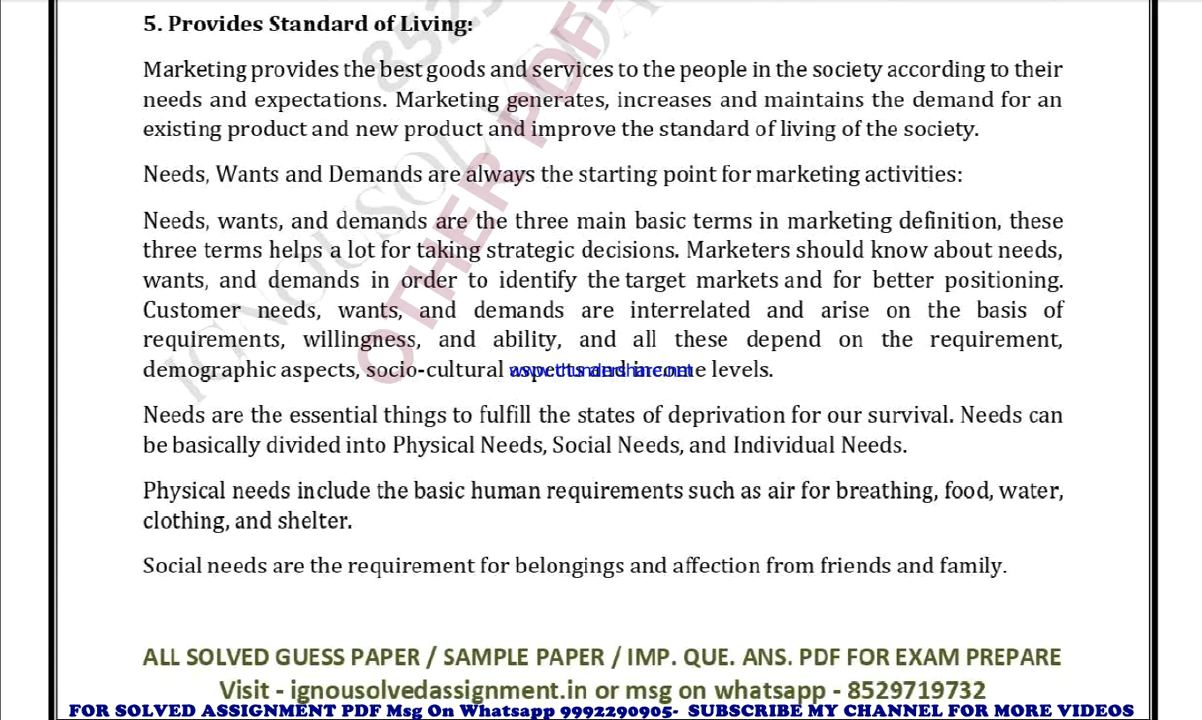 5. Provides Standard of Living:
Marketing provides the best goods and services to the people in the society according to their
needs and expectations. Marketing generates, increases and maintains the demand for an
existing product and new product and improve the standard of living of the society.
Needs, Wants and Demands are always the starting point for marketing activities:
Needs, wants, and demands are the three main basic terms in marketing definition, these
three terms helps a lot for taking strategic decisions. Marketers should know about needs,
wants, and demands in order to identify the target markets and for better positioning.
Customer needs, wants, and demands are interrelated and arise on the basis of
requirements, willingness, and ability, and all these depend on the requirement,
demographic aspects, socio-cultural aspects and income levels.
Needs are the essential things to fulfill the states of deprivation for our survival. Needs can
be basically divided into Physical Needs, Social Needs, and Individual Needs.
Physical needs include the basic human requirements such as air for breathing, food, water,
clothing, and shelter.
Social needs are the requirement for belongings and affection from friends and family.
OTHER PDF
ALL SOLVED GUESS PAPER / SAMPLE PAPER / IMP. QUE. ANS. PDF FOR EXAM PREPARE
Visit - ignousolvedassignment.in or msg on whatsapp - 8529719732
FOR SOLVED ASSIGNMENT PDF Msg On Whatsapp 9992290905- SUBSCRIBE MY CHANNEL FOR MORE VIDEOS